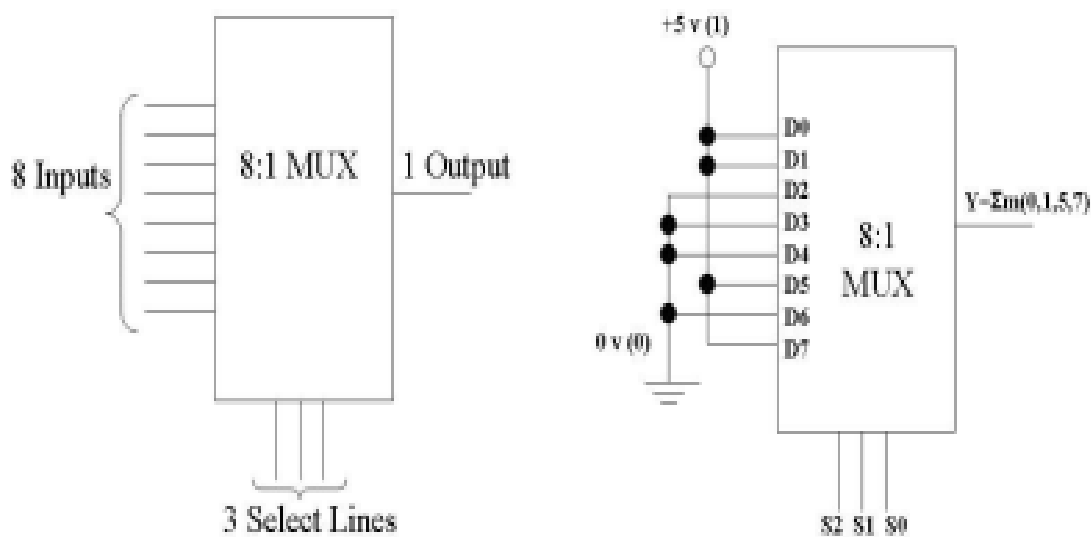 8 Inputs
8:1 MUX
1 Output
3 Select Lines
+5 v (1)
D0
D1
D2
D3
D4
D5
D6
D7
8:1
MUX
Y=Σm(0,1,5,7)
0 v (0)
S2 S1 S0